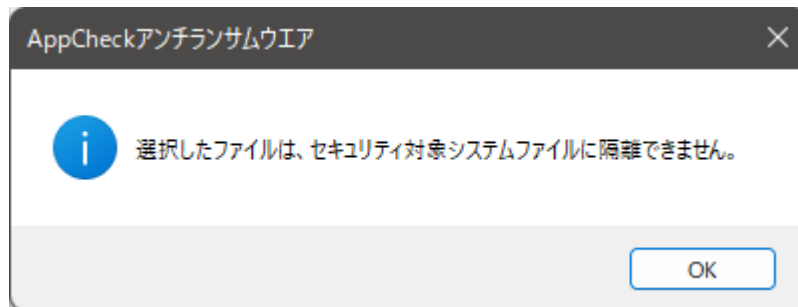 AppCheckアンチランサムウエア
選択したファイルは、セキュリティ対象システムファイルに隔離できません。
OK